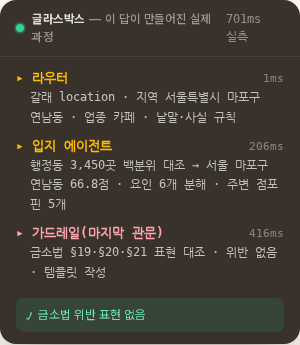 글라스박스 — 이 답이 만들어진 실제 701ms
과정 실측
▸ 라우터 1ms
갈래 location · 지역 서울특별시 마포구
연남동 · 업종 카페 · 낱말·사실 규칙
▸ 입지 에이전트 206ms
행정동 3,450곳 백분위 대조 → 서울 마포구
연남동 66.8점 · 요인 6개 분해 · 주변 점포
핀 5개
▸ 가드레일(마지막 관문) 416ms
금소법 §19·§20·§21 표현 대조 · 위반 없음
· 템플릿 작성
✓ 금소법 위반 표현 없음